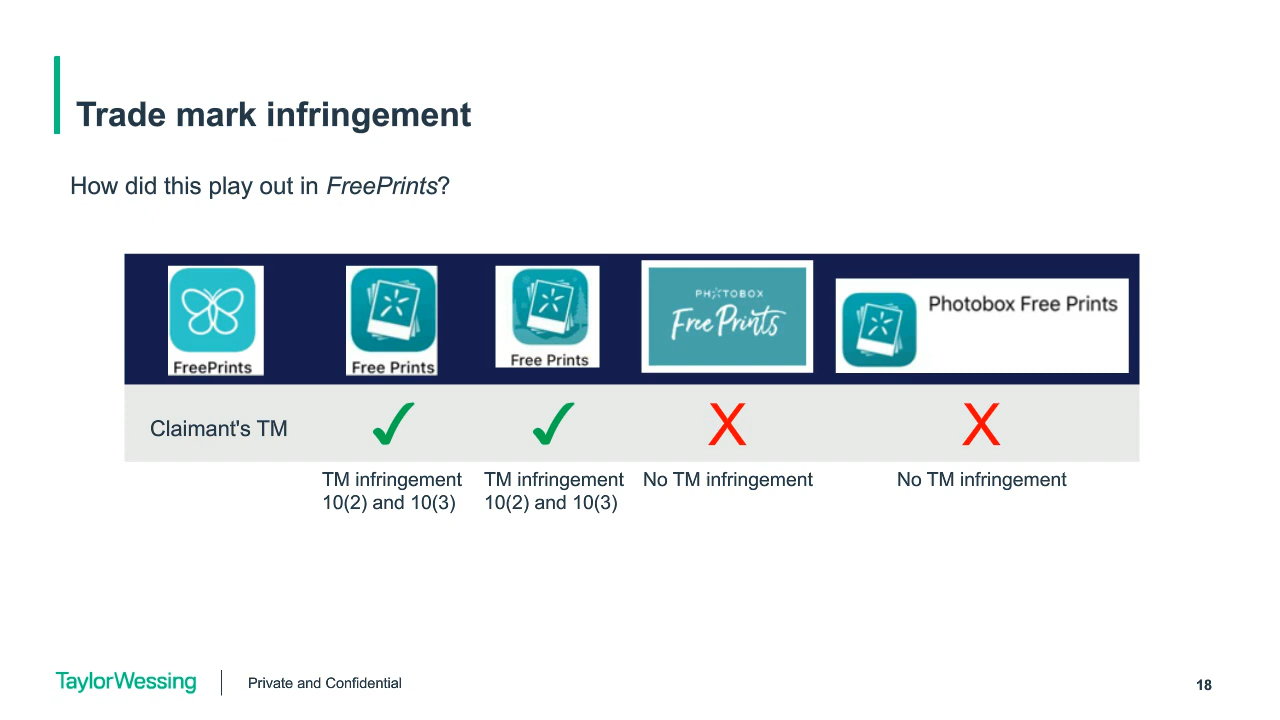 Trade mark infringement
How did this play out in FreePrints?
FreePrints
Free Prints
Free Prints
PHOTOBOX
Free Prints
Photobox Free Prints
Claimant's TM
✓
✓
X
X
TM infringement
10(2) and 10(3)
TM infringement
10(2) and 10(3)
No TM infringement
No TM infringement
TaylorWessing
Private and Confidential
18